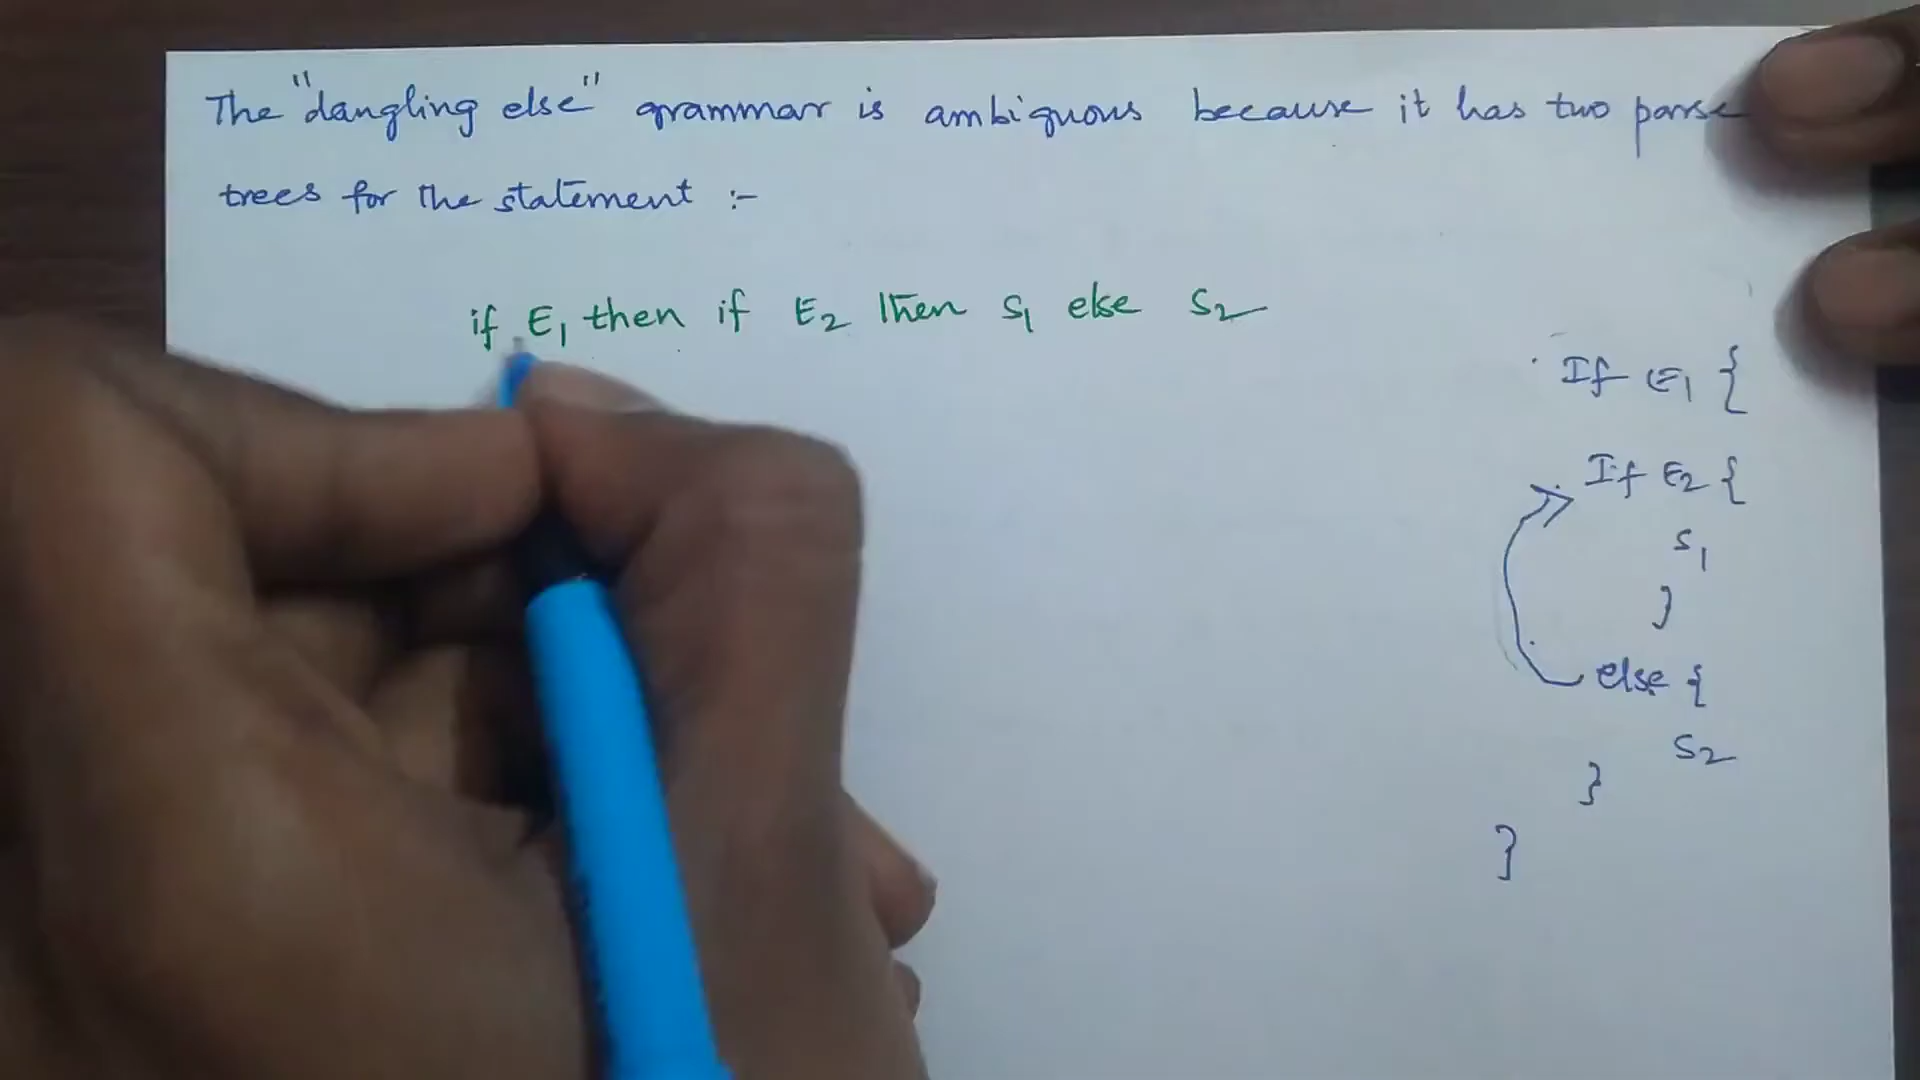 The "dangling else" grammar is ambiguous because it has two parse
trees for the statement :-
if E1 then if E2 then S1 else S2
If E1 {
If E2 {
S1
}
else {
S2
}
}